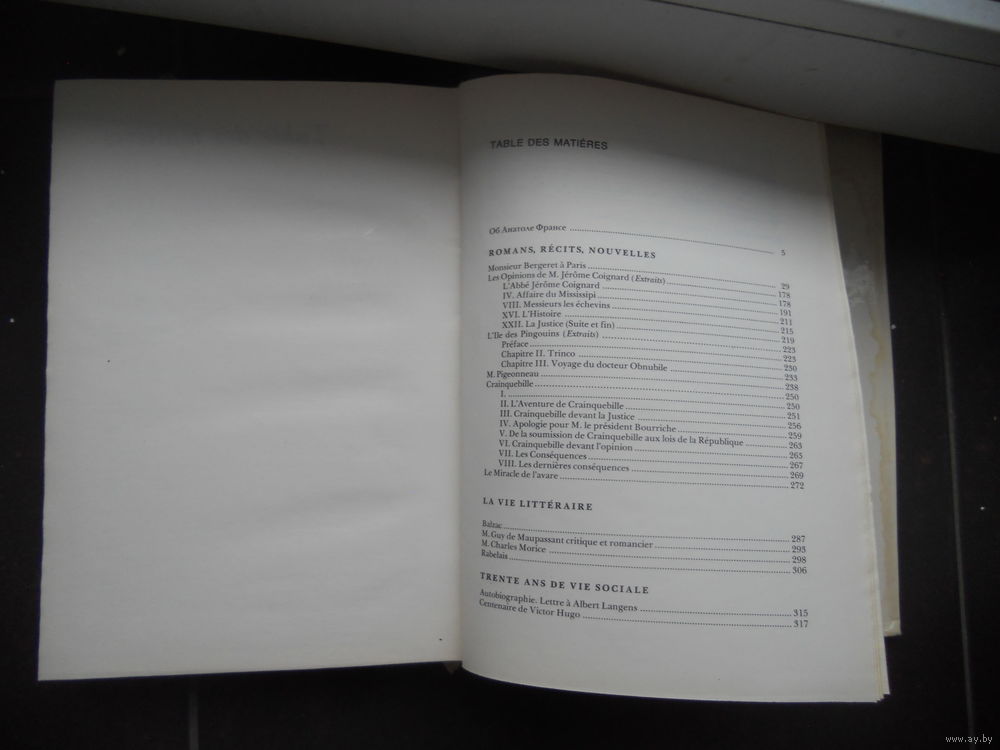 TABLE DES MATIÉRES
Об Анатоле Франсе ........ 5
ROMANS, RÉCITS, NOUVELLES
Monsieur Bergeret à Paris ........ 29
Les Opinions de M. Jérôme Coignard (Extraits) ........ 178
L'Abbé Jérôme Coignard ........ 178
IV. Affaire du Mississipi ........ 191
VIII. Messieurs les échevins ........ 211
XVI. L'Histoire ........ 215
XXII. La Justice (Suite et fin) ........ 219
L'Ile des Pingouins (Extraits) ........ 223
Préface ........ 223
Chapitre II. Trinco ........ 230
Chapitre III. Voyage du docteur Obnubile ........ 233
M. Pigeonneau ........ 238
Crainquebille ........ 250
I. ........ 250
II. L'Aventure de Crainquebille ........ 251
III. Crainquebille devant la Justice ........ 256
IV. Apologie pour M. le président Bourriche ........ 259
V. De la soumission de Crainquebille aux lois de la République ........ 263
VI. Crainquebille devant l'opinion ........ 265
VII. Les Conséquences ........ 267
VIII. Les dernières conséquences ........ 269
Le Miracle de l'avare ........ 272
LA VIE LITTÉRAIRE
Balzac ........ 287
M. Guy de Maupassant critique et romancier ........ 293
M. Charles Morice ........ 298
Rabelais ........ 306
TRENTE ANS DE VIE SOCIALE
Autobiographie. Lettre à Albert Langens ........ 315
Centenaire de Victor Hugo ........ 317
www.ay.by